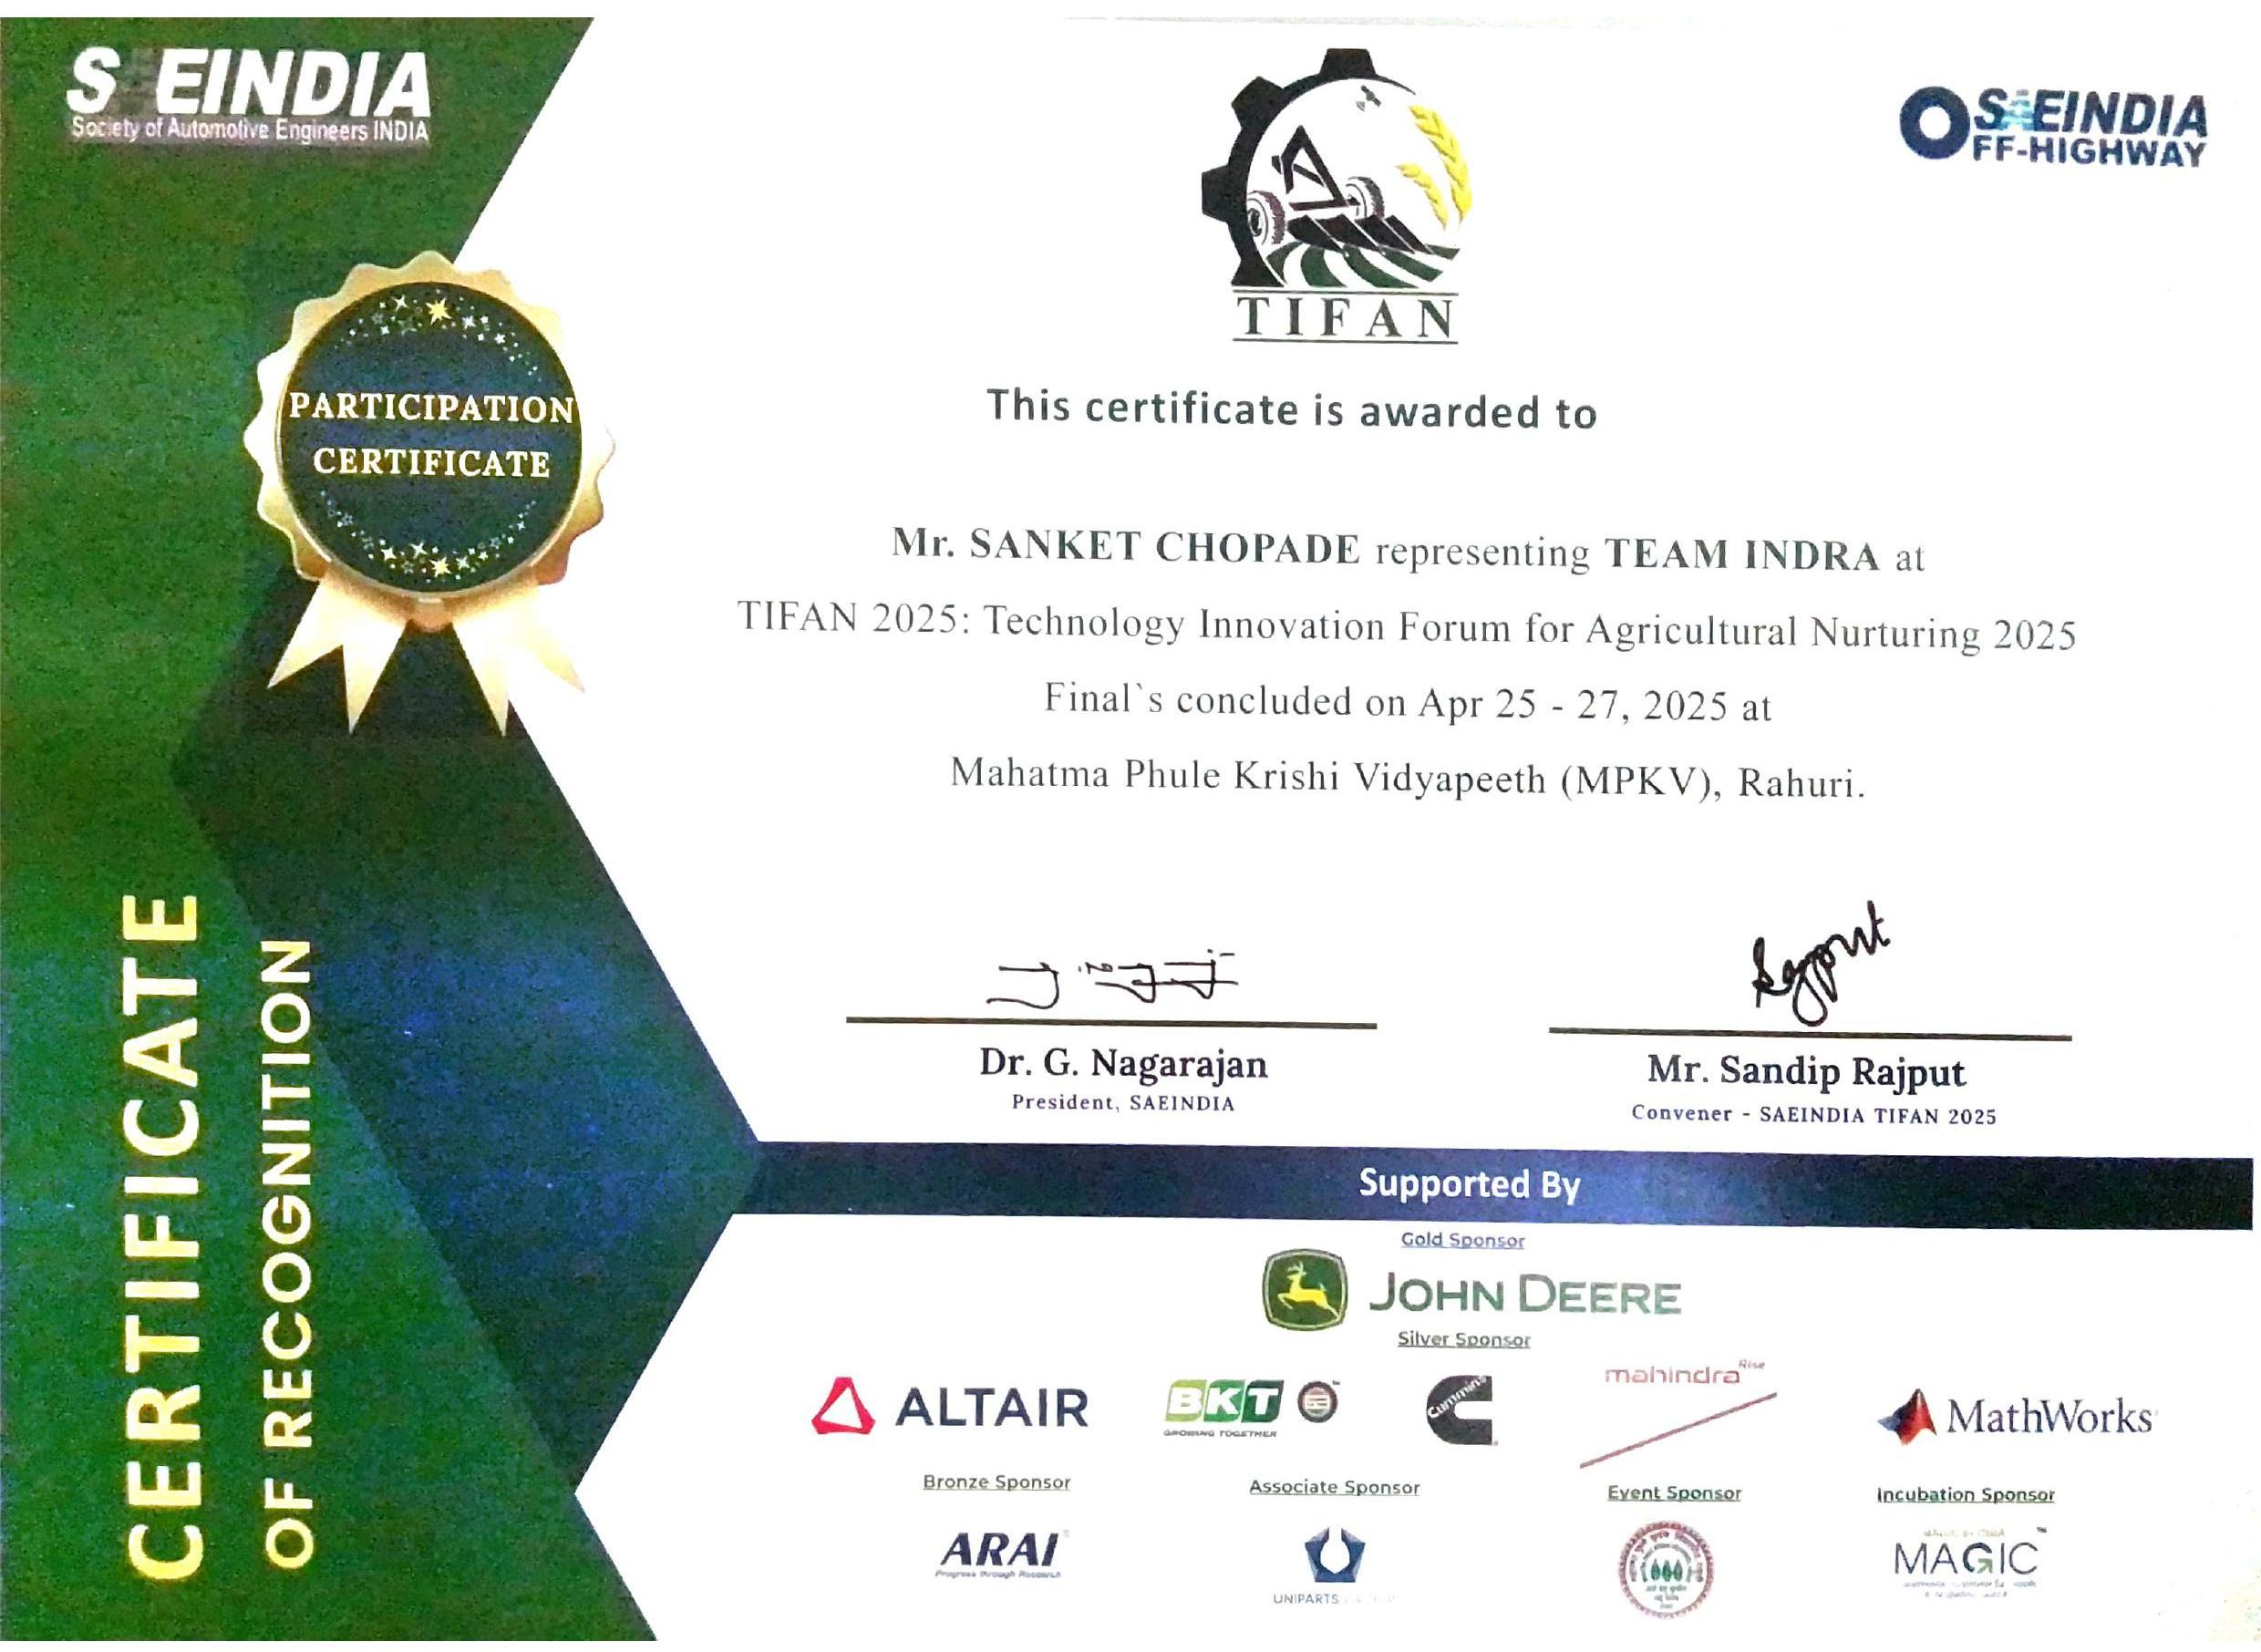 SAEINDIA
Society of Automotive Engineers INDIA
SAEINDIA
OFF-HIGHWAY
TIFAN
PARTICIPATION
CERTIFICATE
This certificate is awarded to
Mr. SANKET CHOPADE representing TEAM INDRA at
TIFAN 2025: Technology Innovation Forum for Agricultural Nurturing 2025
Final`s concluded on Apr 25 - 27, 2025 at
Mahatma Phule Krishi Vidyapeeth (MPKV), Rahuri.
CERTIFICATE
OF RECOGNITION
Rajput
Dr. G. Nagarajan
President, SAEINDIA
Mr. Sandip Rajput
Convener - SAEINDIA TIFAN 2025
Supported By
Gold Sponsor
JOHN DEERE
Silver Sponsor
ALTAIR
BKT
GROWING TOGETHER
Cummins
mahindra Rise
MathWorks
Bronze Sponsor
Associate Sponsor
Event Sponsor
Incubation Sponsor
ARAI
Progress through Research
UNIPARTS
MAGIC